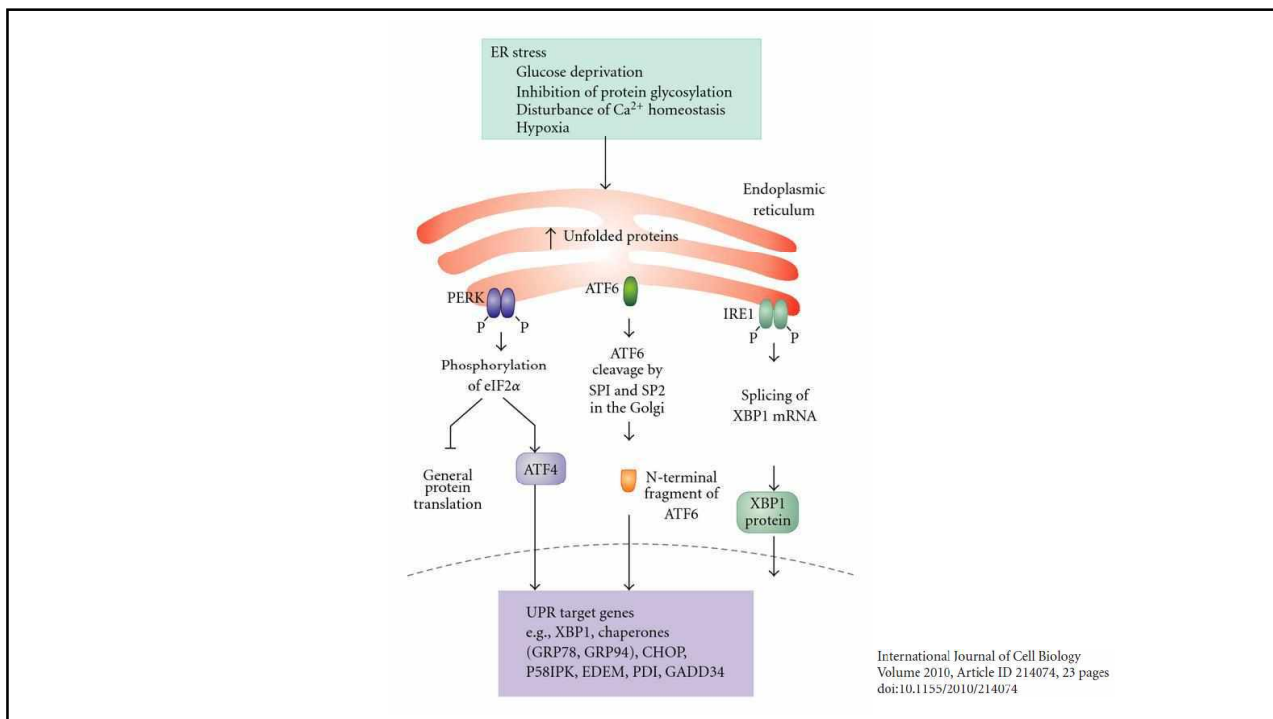 ER stress
Glucose deprivation
Inhibition of protein glycosylation
Disturbance of Ca²⁺ homeostasis
Hypoxia
Endoplasmic
reticulum
↑ Unfolded proteins
PERK
P
P
ATF6
IRE1
P
P
Phosphorylation
of eIF2α
General
protein
translation
ATF4
ATF6
cleavage by
SPI and SP2
in the Golgi
N-terminal
fragment of
ATF6
Splicing of
XBP1 mRNA
XBP1
protein
UPR target genes
e.g., XBP1, chaperones
(GRP78, GRP94), CHOP,
P58IPK, EDEM, PDI, GADD34
International Journal of Cell Biology
Volume 2010, Article ID 214074, 23 pages
doi:10.1155/2010/214074